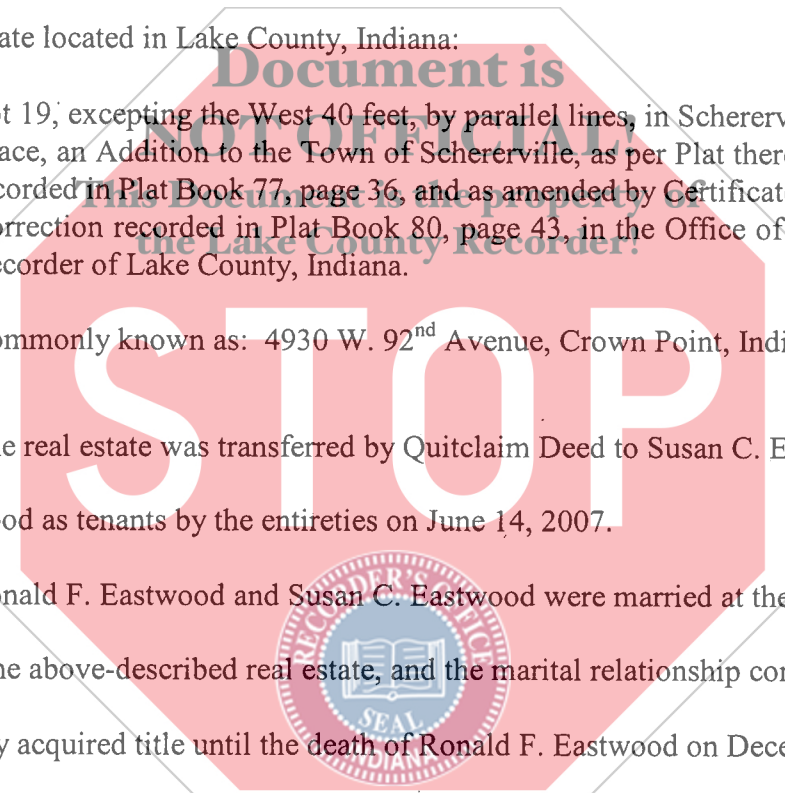 ate located in Lake County, Indiana:
Document is
t 19, excepting the West 40 feet, by parallel lines, in Schererv
NOT OFFICIAL!
ace, an Addition to the Town of Schererville, as per Plat ther
This Document is the property of
corded in Plat Book 77, page 36, and as amended by Certificat
orrection recorded in Plat Book 80, page 43, in the Office of
the Lake County Recorder!
ecorder of Lake County, Indiana.
ommonly known as: 4930 W. 92nd Avenue, Crown Point, Indi
STOP
e real estate was transferred by Quitclaim Deed to Susan C. E
od as tenants by the entireties on June 14, 2007.
nald F. Eastwood and Susan C. Eastwood were married at the
RECORDER'S OFFICE
ne above-described real estate, and the marital relationship con
SEAL
y acquired title until the death of Ronald F. Eastwood on Dece
INDIANA